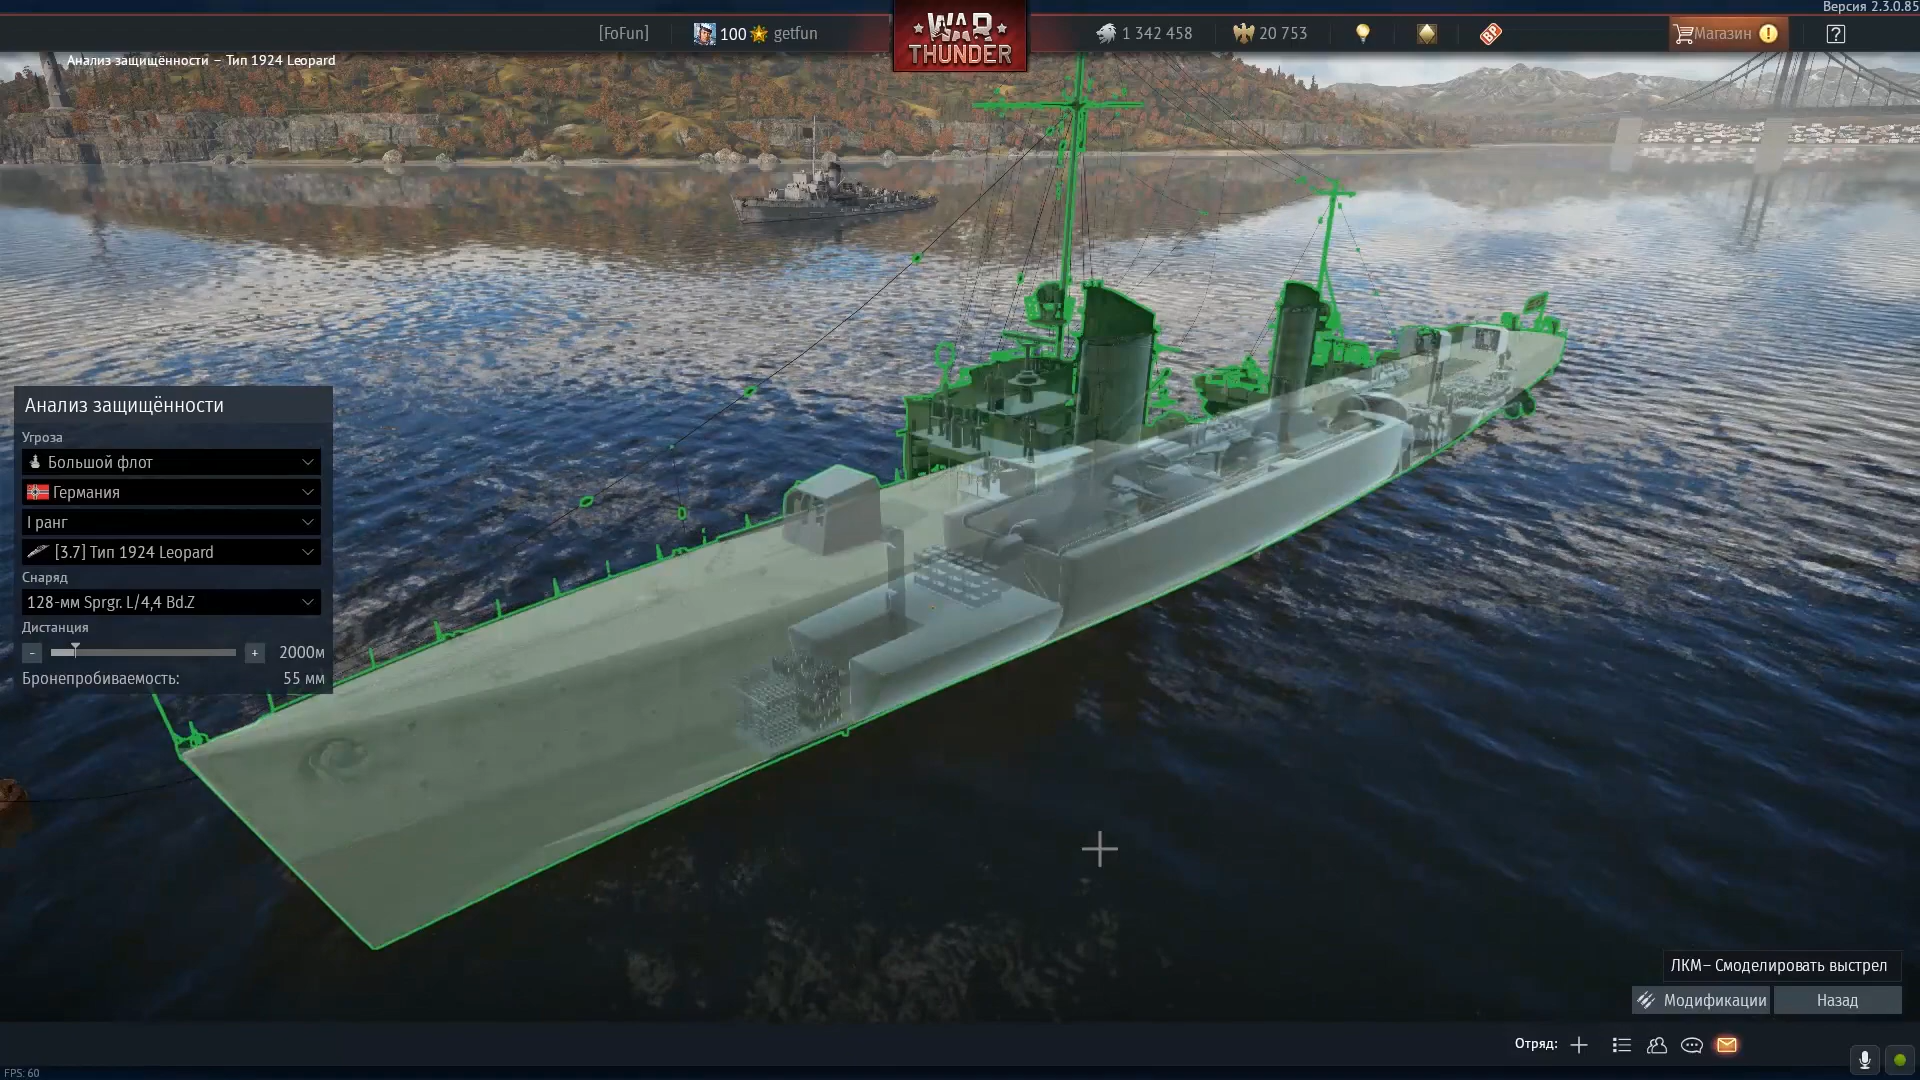 Версия 2.3.0.85
[FoFun]
100 getfun
WAR THUNDER
1 342 458
20 753
BP
Магазин !
?
Анализ защищённости – Тип 1924 Leopard
Анализ защищённости
Угроза
Большой флот
Германия
I ранг
[3.7] Тип 1924 Leopard
Снаряд
128-мм Sprgr. L/4,4 Bd.Z
Дистанция
- + 2000м
Бронепробиваемость: 55 мм
ЛКМ– Смоделировать выстрел
Модификации Назад
Отряд:
FPS: 60